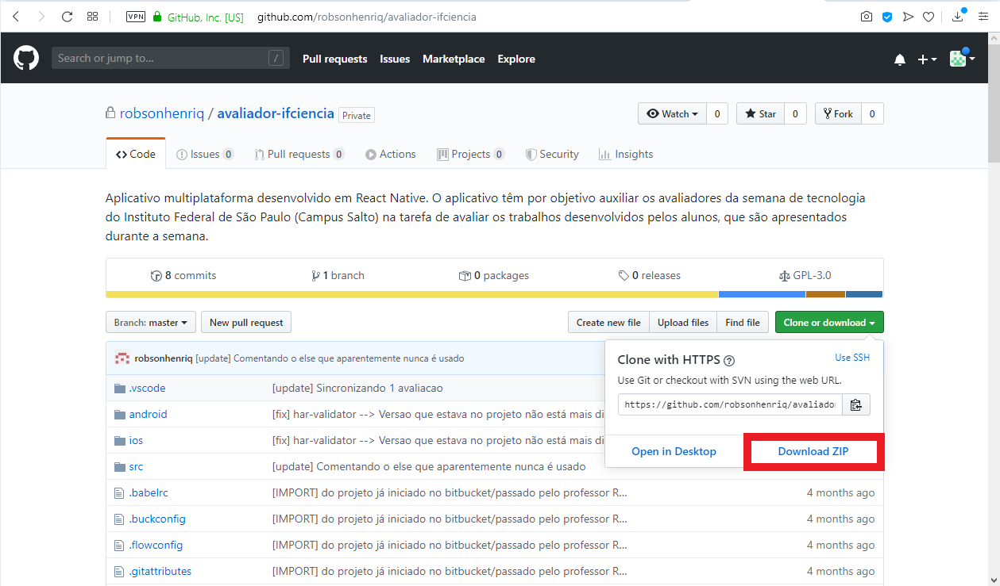 VPN GitHub, Inc. [US] github.com/robsonhenriq/avaliador-ifciencia
Search or jump to... / Pull requests Issues Marketplace Explore
robsonhenriq / avaliador-ifciencia Private Watch 0 Star 0 Fork 0
Code Issues 0 Pull requests 0 Actions Projects 0 Security Insights
Aplicativo multiplataforma desenvolvido em React Native. O aplicativo têm por objetivo auxiliar os avaliadores da semana de tecnologia
do Instituto Federal de São Paulo (Campus Salto) na tarefa de avaliar os trabalhos desenvolvidos pelos alunos, que são apresentados
durante a semana.
8 commits 1 branch 0 packages 0 releases GPL-3.0
Branch: master New pull request Create new file Upload files Find file Clone or download
robsonhenriq [update] Comentando o else que aparentemente nunca é usado
Clone with HTTPS Use SSH
Use Git or checkout with SVN using the web URL.
https://github.com/robsonhenriq/avaliador
Open in Desktop Download ZIP
.vscode [update] Sincronizando 1 avaliacao
android [fix] har-validator --> Versao que estava no projeto não está mais di
ios [fix] har-validator --> Versao que estava no projeto não está mais di
src [update] Comentando o else que aparentemente nunca é usado
.babelrc [IMPORT] do projeto já iniciado no bitbucket/passado pelo professor R... 4 months ago
.buckconfig [IMPORT] do projeto já iniciado no bitbucket/passado pelo professor R... 4 months ago
.flowconfig [IMPORT] do projeto já iniciado no bitbucket/passado pelo professor R... 4 months ago
.gitattributes [IMPORT] do projeto já iniciado no bitbucket/passado pelo professor R... 4 months ago